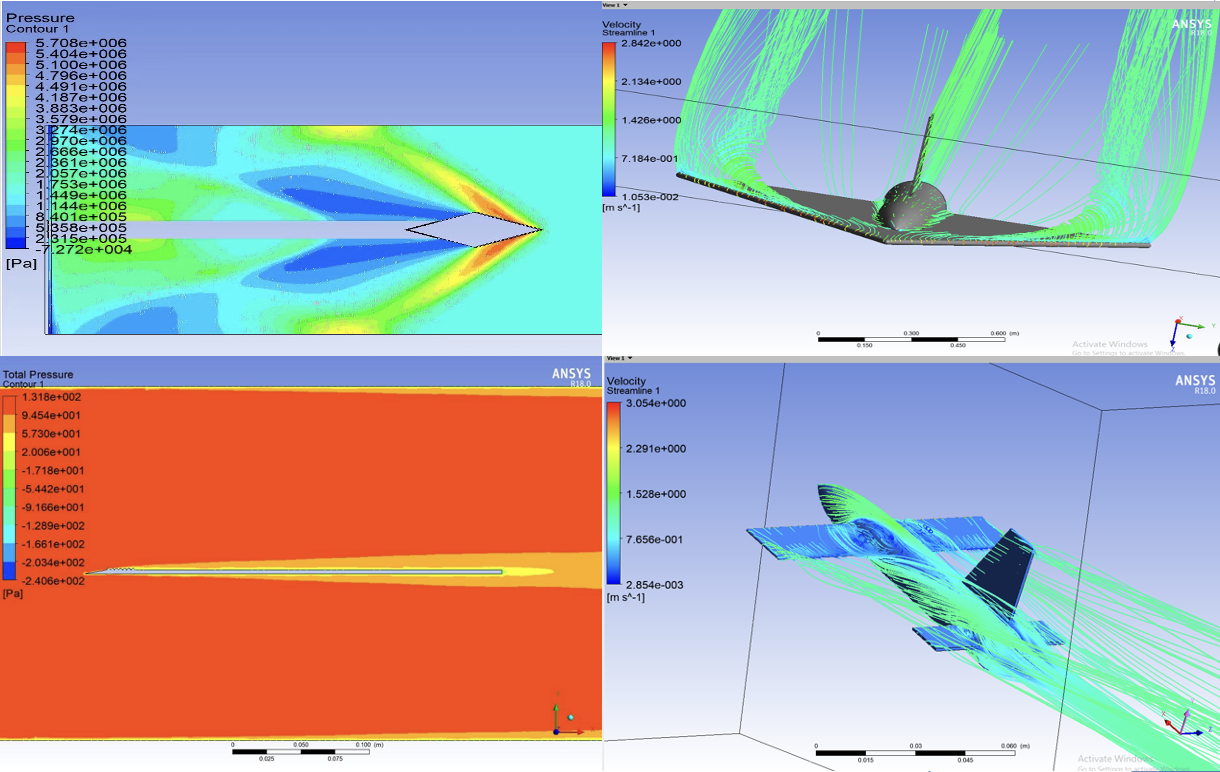 Pressure
Contour 1
5.708e+006
5.404e+006
5.100e+006
4.796e+006
4.491e+006
4.187e+006
3.883e+006
3.579e+006
3.274e+006
2.970e+006
2.666e+006
2.361e+006
2.057e+006
1.753e+006
1.449e+006
1.144e+006
8.401e+005
5.358e+005
2.315e+005
-7.272e+004
[Pa]
View 1
Velocity
Streamline 1
2.842e+000
2.134e+000
1.426e+000
7.184e-001
1.053e-002
[m s^-1]
ANSYS
R18.0
0 0.300 0.600 (m)
0.150 0.450
X Y Z
Activate Windows
Go to Settings to activate Windows.
Total Pressure
Contour 1
1.318e+002
9.454e+001
5.730e+001
2.006e+001
-1.718e+001
-5.442e+001
-9.166e+001
-1.289e+002
-1.661e+002
-2.034e+002
-2.406e+002
[Pa]
ANSYS
R18.0
0 0.050 0.100 (m)
0.025 0.075
View 1
Velocity
Streamline 1
3.054e+000
2.291e+000
1.528e+000
7.656e-001
2.854e-003
[m s^-1]
ANSYS
R18.0
0 0.03 0.060 (m)
0.015 0.045
Activate Windows
Go to Settings to activate Windows.